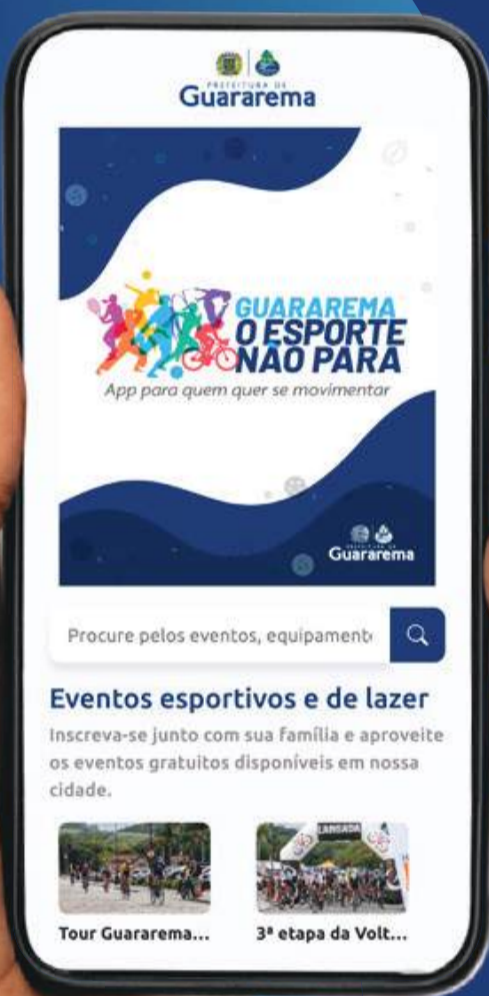 PREFEITURA DE
Guararema
GUARAREMA
O ESPORTE
NÃO PARA
App para quem quer se movimentar
PREFEITURA DE
Guararema
Procure pelos eventos, equipament
Eventos esportivos e de lazer
Inscreva-se junto com sua família e aproveite
os eventos gratuitos disponíveis em nossa
cidade.
LARGADA
Tour Guararema...
3ª etapa da Volt...